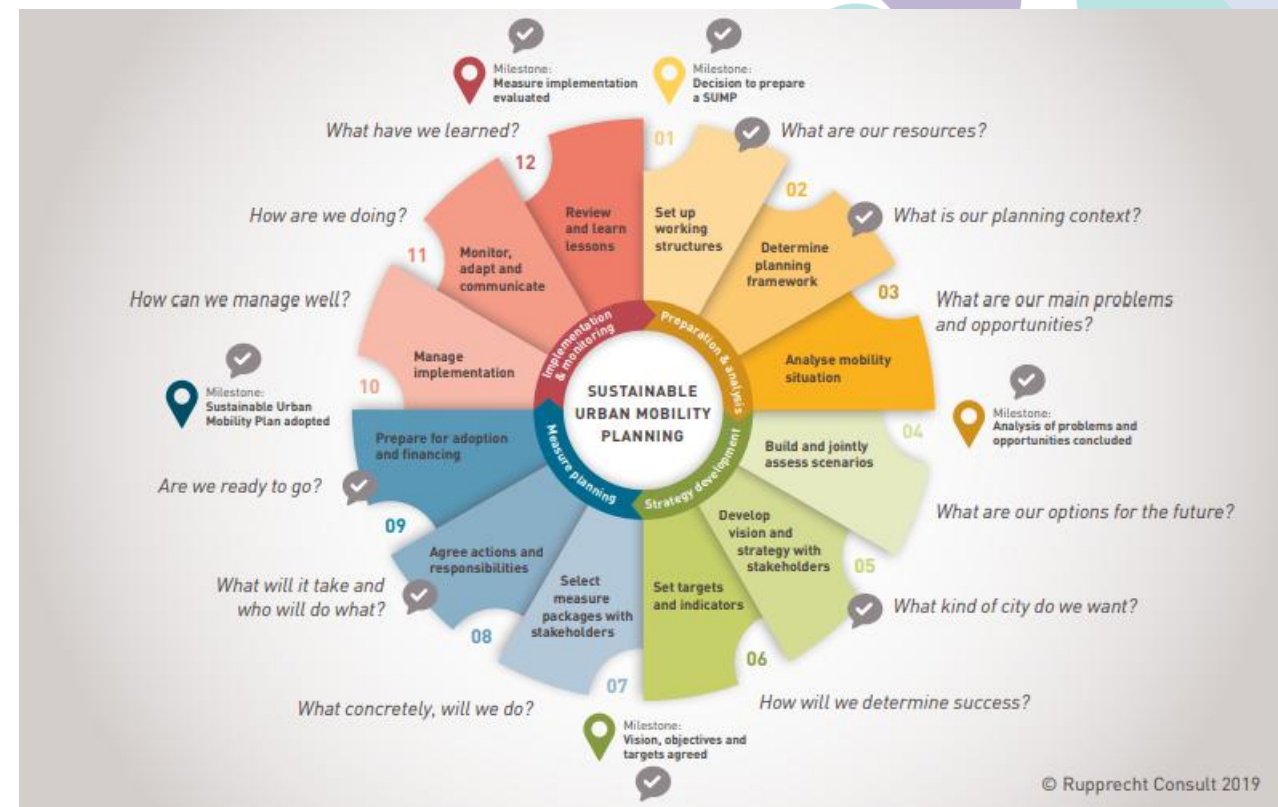 Milestone:
Measure implementation
evaluated
Milestone:
Decision to prepare
a SUMP
What have we learned?
12
01
What are our resources?
Review
and learn
lessons
Set up
working
structures
02
How are we doing?
What is our planning context?
11
Monitor,
adapt and
communicate
Determine
planning
framework
03
How can we manage well?
What are our main problems
and opportunities?
Implementation
& monitoring
Preparation & analysis
Manage
implementation
Analyse mobility
situation
10
Milestone:
Sustainable Urban
Mobility Plan adopted
SUSTAINABLE
URBAN MOBILITY
PLANNING
Milestone:
Analysis of problems and
opportunities concluded
04
Prepare for adoption
and financing
Build and jointly
assess scenarios
Measure planning
Strategy development
Are we ready to go?
What are our options for the future?
09
Agree actions and
responsibilities
Develop
vision and
strategy with
stakeholders
05
What will it take and
who will do what?
Select
measure
packages with
stakeholders
Set targets
and indicators
What kind of city do we want?
08
06
07
What concretely, will we do?
How will we determine success?
Milestone:
Vision, objectives and
targets agreed
© Rupprecht Consult 2019